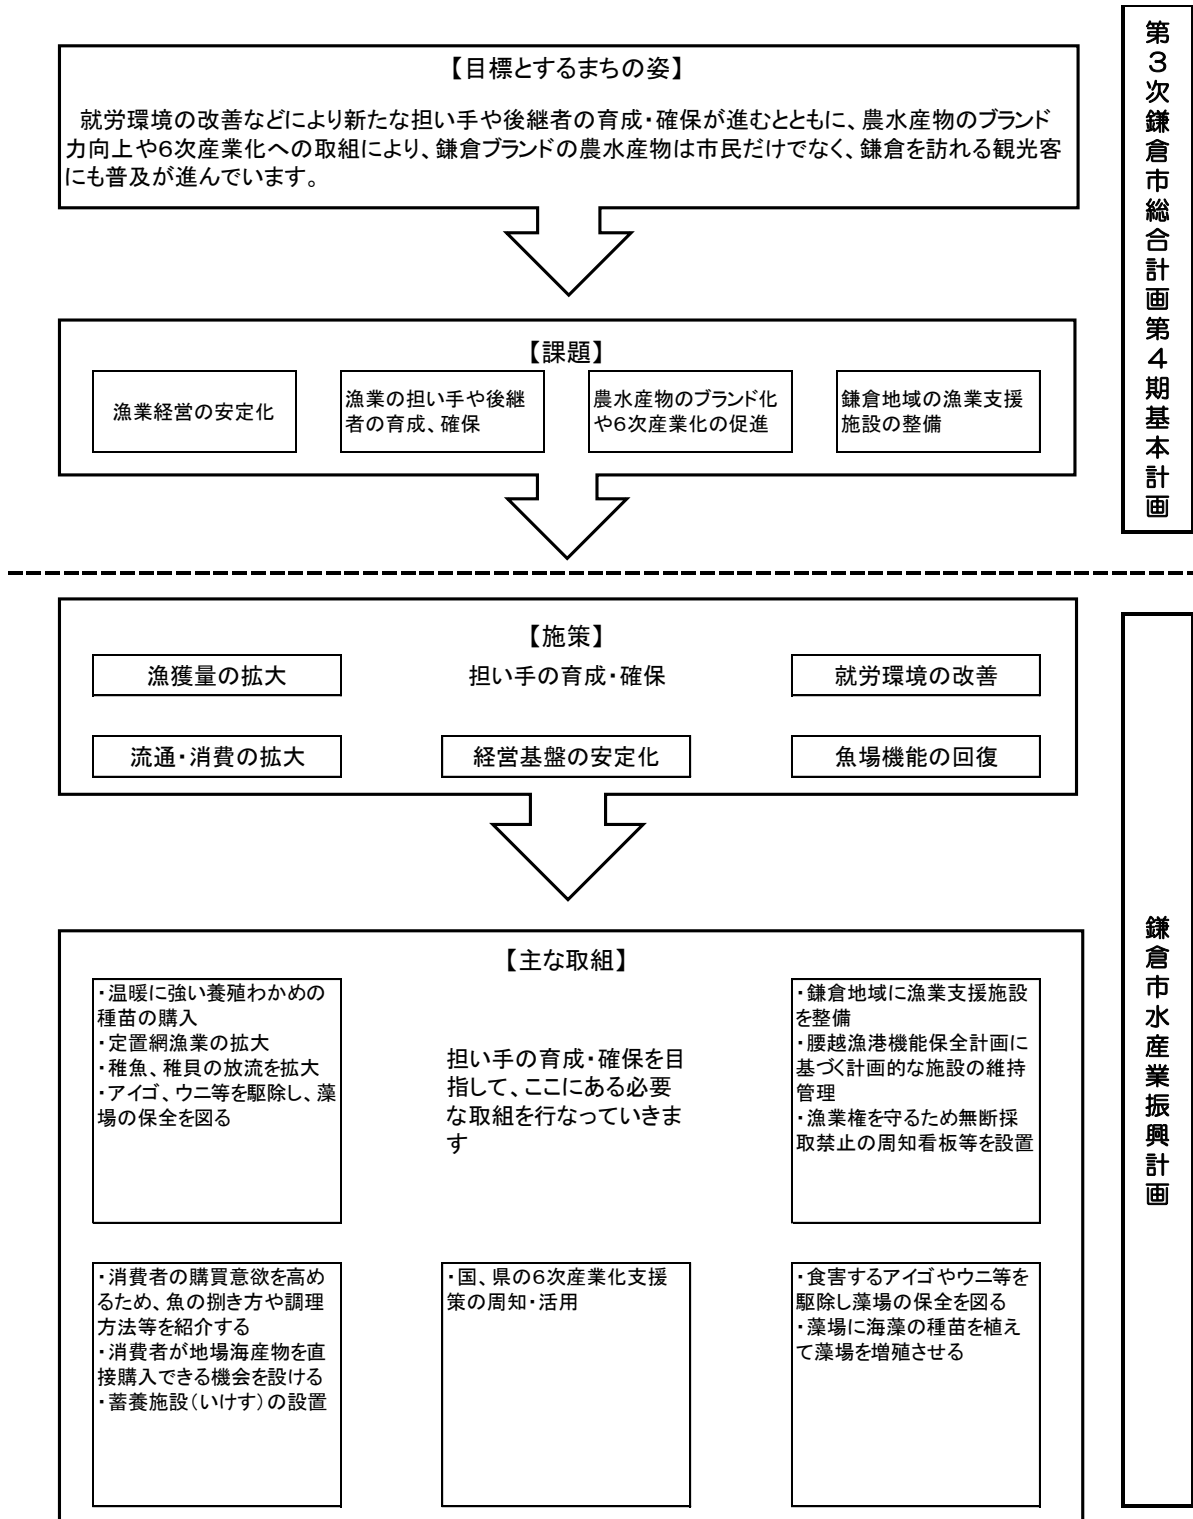 【目標とするまちの姿】
就労環境の改善などにより新たな担い手や後継者の育成・確保が進むとともに、農水産物のブランド
力向上や6次産業化への取組により、鎌倉ブランドの農水産物は市民だけでなく、鎌倉を訪れる観光客
にも普及が進んでいます。
【課題】
漁業経営の安定化
漁業の担い手や後継
者の育成、確保
農水産物のブランド化
や6次産業化の促進
鎌倉地域の漁業支援
施設の整備
第3次鎌倉市総合計画第4期基本計画
【施策】
漁獲量の拡大
担い手の育成・確保
就労環境の改善
流通・消費の拡大
経営基盤の安定化
魚場機能の回復
【主な取組】
・温暖に強い養殖わかめの
種苗の購入
・定置網漁業の拡大
・稚魚、稚貝の放流を拡大
・アイゴ、ウニ等を駆除し、藻
場の保全を図る
担い手の育成・確保を目
指して、ここにある必要
な取組を行なっていきま
す
・鎌倉地域に漁業支援施設
を整備
・腰越漁港機能保全計画に
基づく計画的な施設の維持
管理
・漁業権を守るため無断採
取禁止の周知看板等を設置
・消費者の購買意欲を高め
るため、魚の捌き方や調理
方法等を紹介する
・消費者が地場海産物を直
接購入できる機会を設ける
・蓄養施設(いけす)の設置
・国、県の6次産業化支援
策の周知・活用
・食害するアイゴやウニ等を
駆除し藻場の保全を図る
・藻場に海藻の種苗を植え
て藻場を増殖させる
鎌倉市水産業振興計画